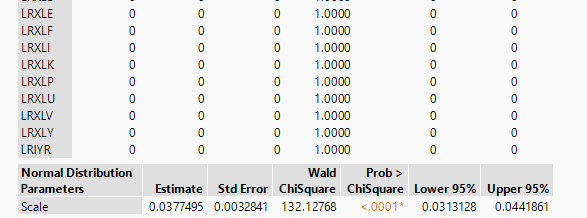 LRXLE 0 0 0 1.0000 0 0
LRXLF 0 0 0 1.0000 0 0
LRXLI 0 0 0 1.0000 0 0
LRXLK 0 0 0 1.0000 0 0
LRXLP 0 0 0 1.0000 0 0
LRXLU 0 0 0 1.0000 0 0
LRXLV 0 0 0 1.0000 0 0
LRXLY 0 0 0 1.0000 0 0
LRIYR 0 0 0 1.0000 0 0
Normal Distribution Wald Prob >
Parameters Estimate Std Error ChiSquare ChiSquare Lower 95% Upper 95%
Scale 0.0377495 0.0032841 132.12768 <.0001* 0.0313128 0.0441861